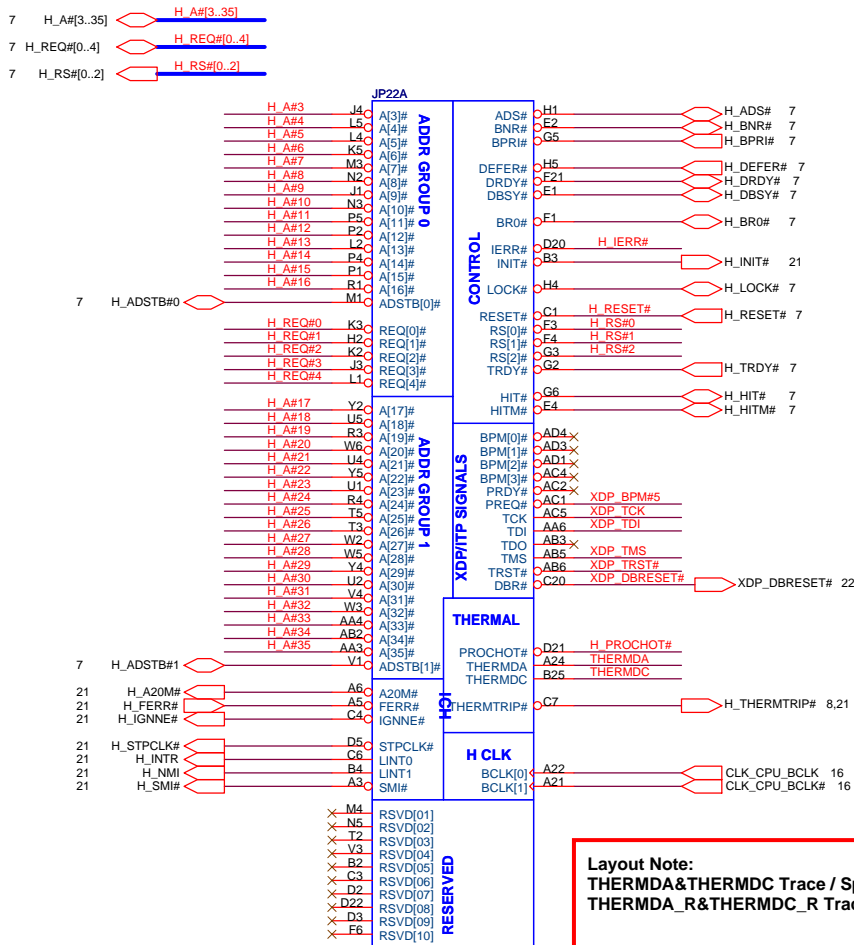 7 H_A#[3..35] H_A#[3..35]
7 H_REQ#[0..4] H_REQ#[0..4]
7 H_RS#[0..2] H_RS#[0..2]
JP22A
H_A#3 J4 A[3]#
H_A#4 L5 A[4]#
H_A#5 L4 A[5]#
H_A#6 K5 A[6]#
H_A#7 M3 A[7]#
H_A#8 N2 A[8]#
H_A#9 J1 A[9]#
H_A#10 N3 A[10]#
H_A#11 P5 A[11]#
H_A#12 P2 A[12]#
H_A#13 L2 A[13]#
H_A#14 P4 A[14]#
H_A#15 P1 A[15]#
H_A#16 R1 A[16]#
7 H_ADSTB#0 M1 ADSTB[0]#
ADDR GROUP 0
H_REQ#0 K3 REQ[0]#
H_REQ#1 H2 REQ[1]#
H_REQ#2 K2 REQ[2]#
H_REQ#3 J3 REQ[3]#
H_REQ#4 L1 REQ[4]#
H_A#17 Y2 A[17]#
H_A#18 U5 A[18]#
H_A#19 R3 A[19]#
H_A#20 W6 A[20]#
H_A#21 U4 A[21]#
H_A#22 Y5 A[22]#
H_A#23 U1 A[23]#
H_A#24 R4 A[24]#
H_A#25 T5 A[25]#
H_A#26 T3 A[26]#
H_A#27 W2 A[27]#
H_A#28 W5 A[28]#
H_A#29 Y4 A[29]#
H_A#30 U2 A[30]#
H_A#31 V4 A[31]#
H_A#32 W3 A[32]#
H_A#33 AA4 A[33]#
H_A#34 AB2 A[34]#
H_A#35 AA3 A[35]#
7 H_ADSTB#1 V1 ADSTB[1]#
ADDR GROUP 1
21 H_A20M# A6 A20M#
21 H_FERR# A5 FERR#
21 H_IGNNE# C4 IGNNE#
ICH
21 H_STPCLK# D5 STPCLK#
21 H_INTR C6 LINT0
21 H_NMI B4 LINT1
21 H_SMI# A3 SMI#
M4 RSVD[01]
N5 RSVD[02]
T2 RSVD[03]
V3 RSVD[04]
B2 RSVD[05]
C3 RSVD[06]
D2 RSVD[07]
D22 RSVD[08]
D3 RSVD[09]
F6 RSVD[10]
RESERVED
CONTROL
ADS# H1 H_ADS# 7
BNR# E2 H_BNR# 7
BPRI# G5 H_BPRI# 7
DEFER# H5 H_DEFER# 7
DRDY# F21 H_DRDY# 7
DBSY# E1 H_DBSY# 7
BR0# F1 H_BR0# 7
IERR# D20 H_IERR#
INIT# B3 H_INIT# 21
LOCK# H4 H_LOCK# 7
RESET# C1 H_RESET# H_RESET# 7
RS[0]# F3 H_RS#0
RS[1]# F4 H_RS#1
RS[2]# G3 H_RS#2
TRDY# G2 H_TRDY# 7
HIT# G6 H_HIT# 7
HITM# E4 H_HITM# 7
XDP/ITP SIGNALS
BPM[0]# AD4
BPM[1]# AD3
BPM[2]# AD1
BPM[3]# AC4
PRDY# AC2
PREQ# AC1 XDP_BPM#5
TCK AC5 XDP_TCK
TDI AA6 XDP_TDI
TDO AB3
TMS AB5 XDP_TMS
TRST# AB6 XDP_TRST#
DBR# C20 XDP_DBRESET# XDP_DBRESET# 22
THERMAL
PROCHOT# D21 H_PROCHOT#
THERMDA A24 THERMDA
THERMDC B25 THERMDC
THERMTRIP# C7 H_THERMTRIP# 8,21
H CLK
BCLK[0] A22 CLK_CPU_BCLK 16
BCLK[1] A21 CLK_CPU_BCLK# 16
Layout Note:
THERMDA&THERMDC Trace / Sp
THERMDA_R&THERMDC_R Trac